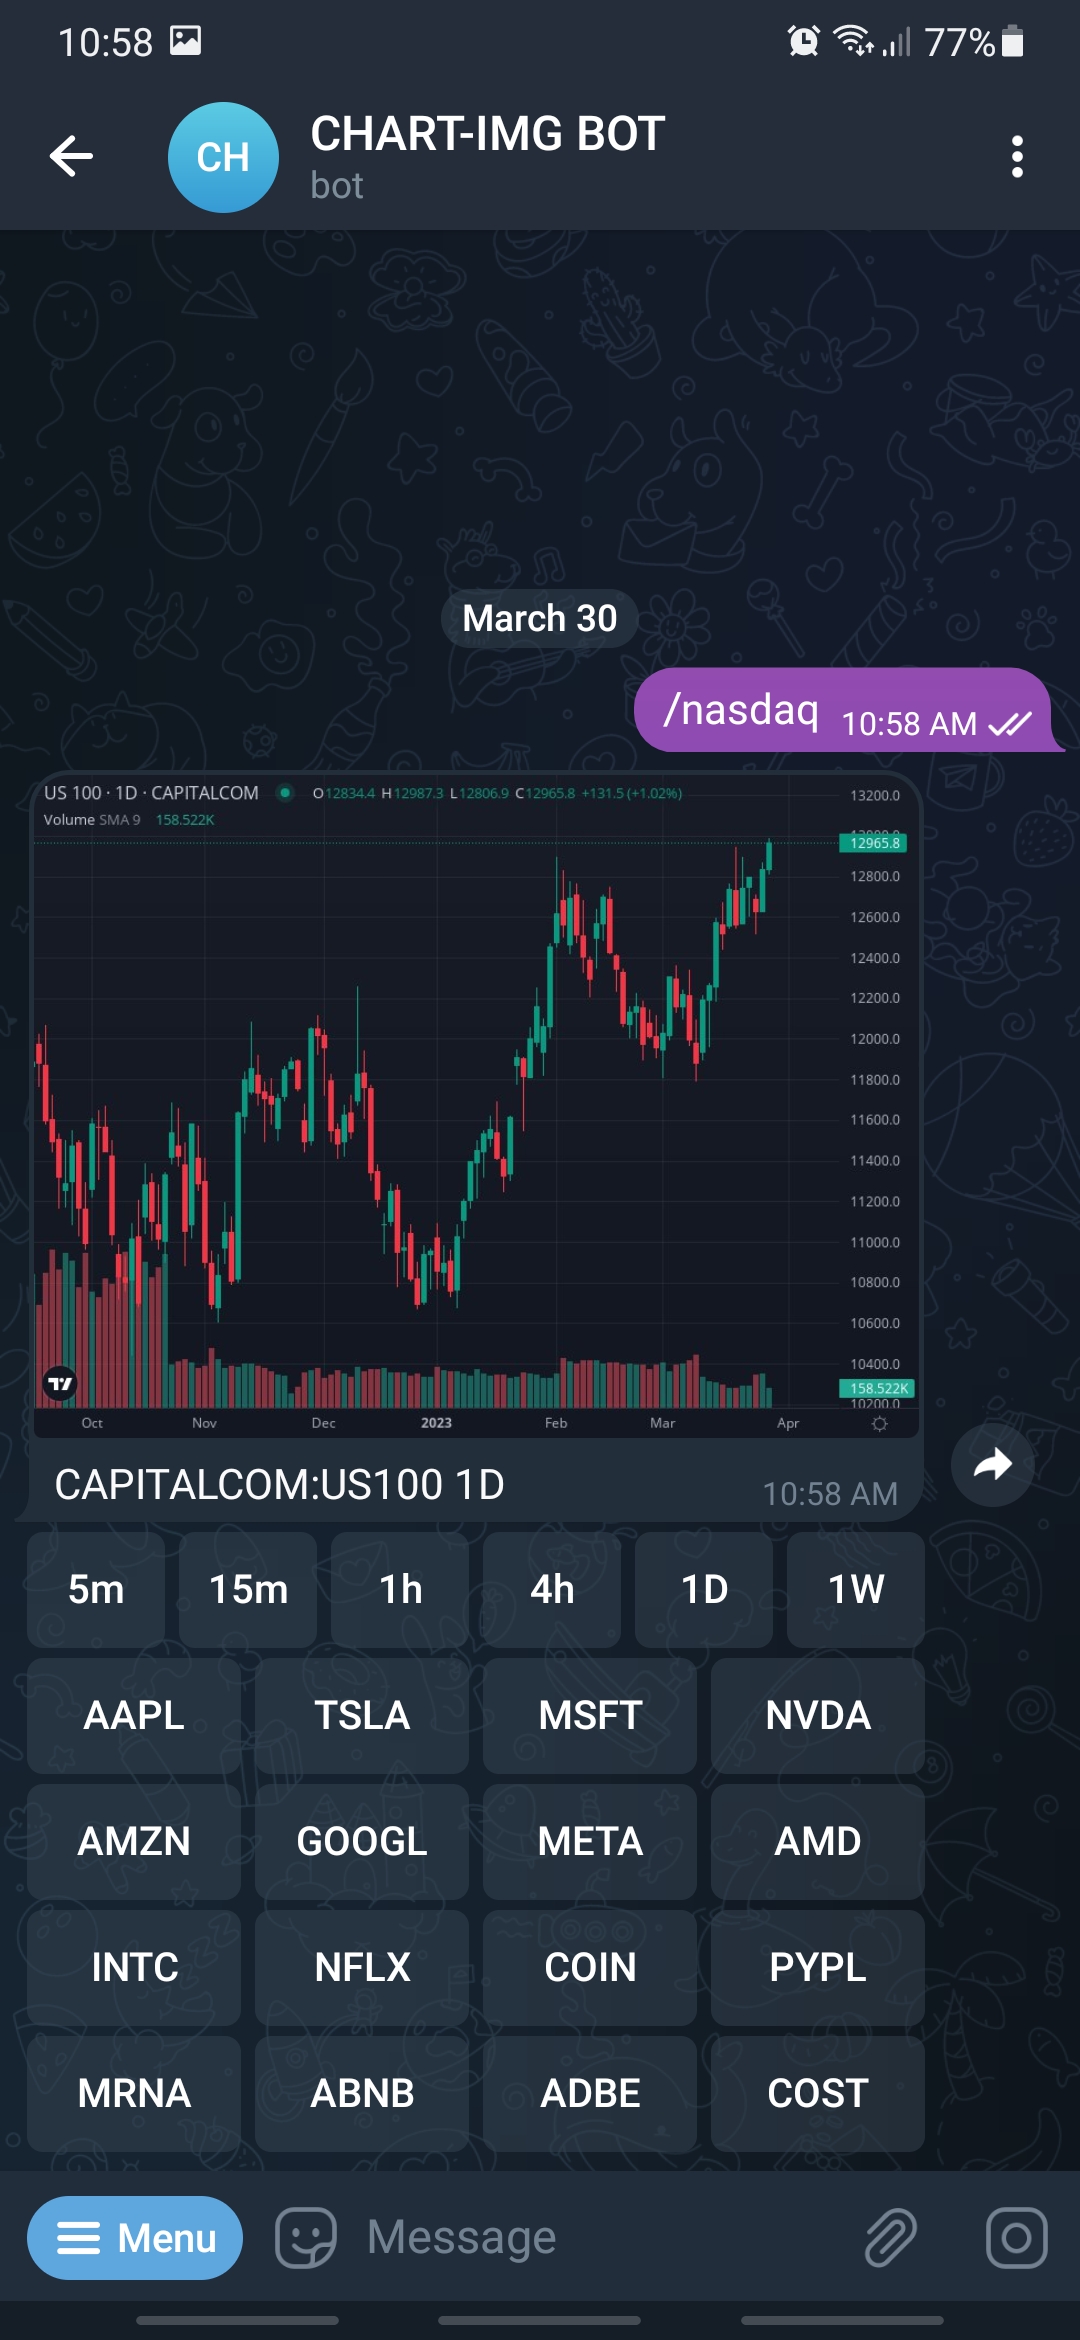 10:58 77%
CH CHART-IMG BOT
bot
March 30
/nasdaq 10:58 AM
US 100 · 1D · CAPITALCOM O12834.4 H12987.3 L12806.9 C12965.8 +131.5 (+1.02%)
Volume SMA 9 158.522K
13200.0
13000.0
12965.8
12800.0
12600.0
12400.0
12200.0
12000.0
11800.0
11600.0
11400.0
11200.0
11000.0
10800.0
10600.0
10400.0
158.522K
10200.0
Oct Nov Dec 2023 Feb Mar Apr
CAPITALCOM:US100 1D 10:58 AM
5m 15m 1h 4h 1D 1W
AAPL TSLA MSFT NVDA
AMZN GOOGL META AMD
INTC NFLX COIN PYPL
MRNA ABNB ADBE COST
Menu Message